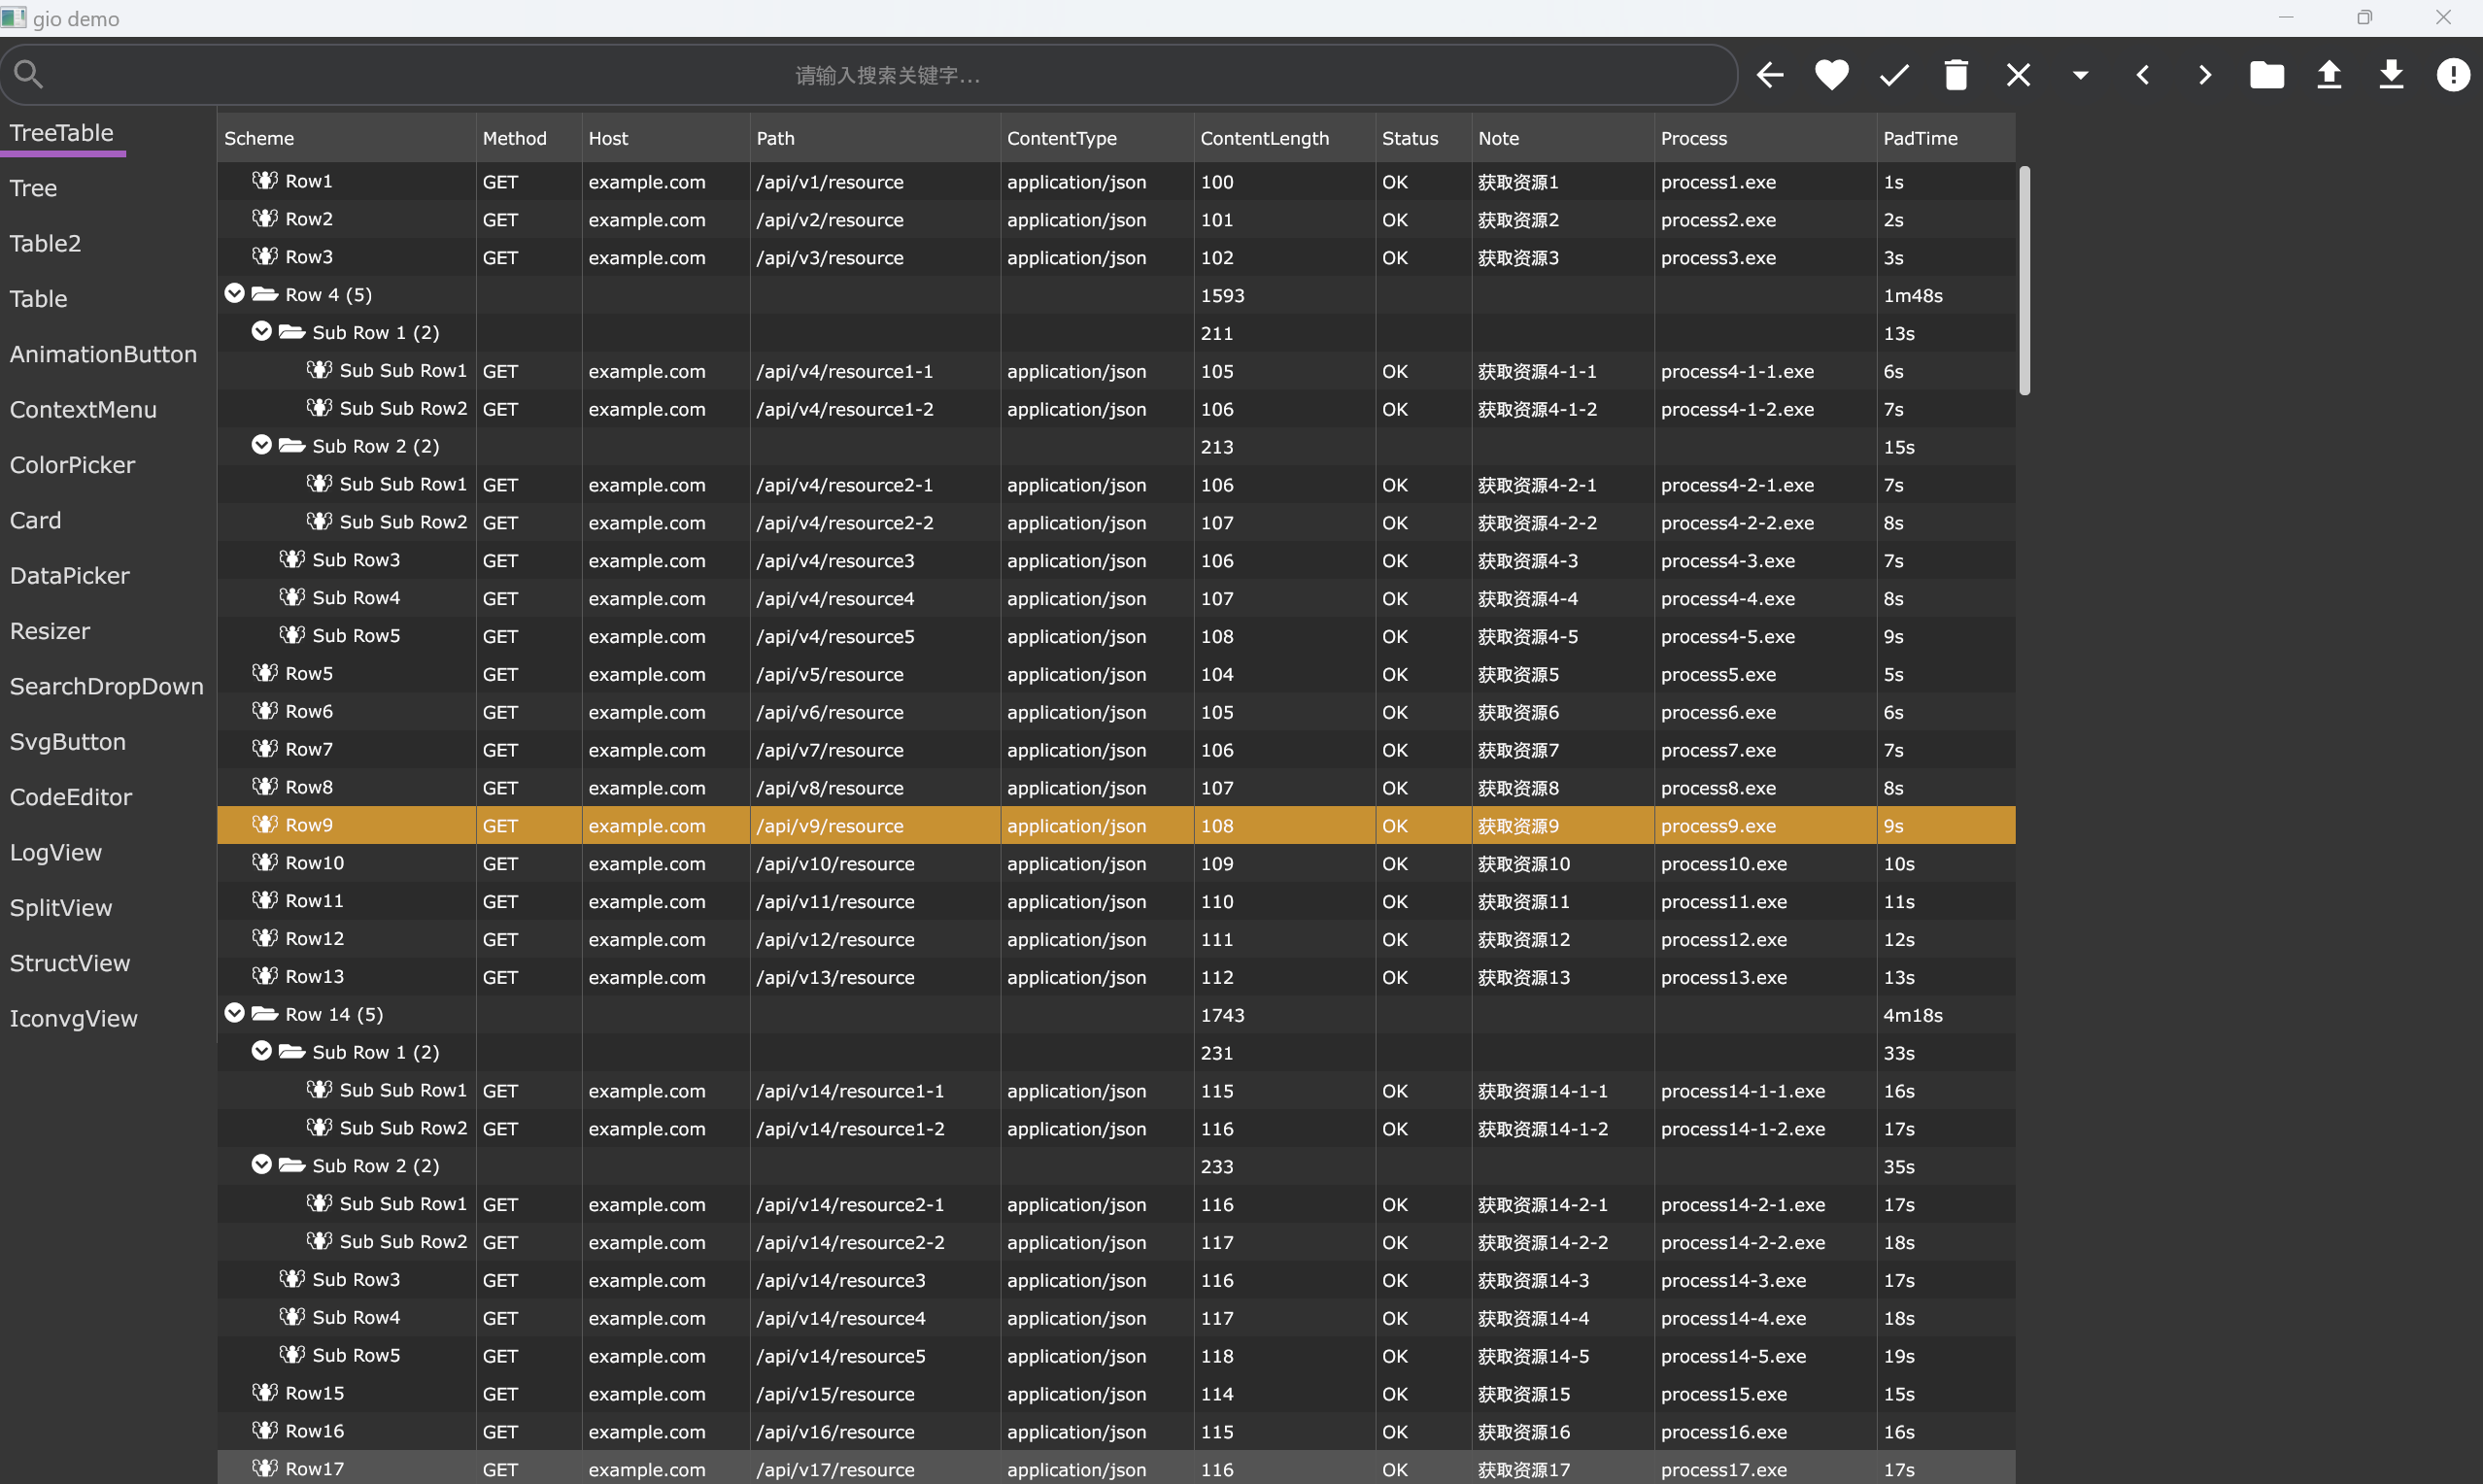 gio demo
请输入搜索关键字...
TreeTable
Tree
Table2
Table
AnimationButton
ContextMenu
ColorPicker
Card
DataPicker
Resizer
SearchDropDown
SvgButton
CodeEditor
LogView
SplitView
StructView
IconvgView
Scheme Method Host Path ContentType ContentLength Status Note Process PadTime
Row1 GET example.com /api/v1/resource application/json 100 OK 获取资源1 process1.exe 1s
Row2 GET example.com /api/v2/resource application/json 101 OK 获取资源2 process2.exe 2s
Row3 GET example.com /api/v3/resource application/json 102 OK 获取资源3 process3.exe 3s
Row 4 (5) 1593 1m48s
Sub Row 1 (2) 211 13s
Sub Sub Row1 GET example.com /api/v4/resource1-1 application/json 105 OK 获取资源4-1-1 process4-1-1.exe 6s
Sub Sub Row2 GET example.com /api/v4/resource1-2 application/json 106 OK 获取资源4-1-2 process4-1-2.exe 7s
Sub Row 2 (2) 213 15s
Sub Sub Row1 GET example.com /api/v4/resource2-1 application/json 106 OK 获取资源4-2-1 process4-2-1.exe 7s
Sub Sub Row2 GET example.com /api/v4/resource2-2 application/json 107 OK 获取资源4-2-2 process4-2-2.exe 8s
Sub Row3 GET example.com /api/v4/resource3 application/json 106 OK 获取资源4-3 process4-3.exe 7s
Sub Row4 GET example.com /api/v4/resource4 application/json 107 OK 获取资源4-4 process4-4.exe 8s
Sub Row5 GET example.com /api/v4/resource5 application/json 108 OK 获取资源4-5 process4-5.exe 9s
Row5 GET example.com /api/v5/resource application/json 104 OK 获取资源5 process5.exe 5s
Row6 GET example.com /api/v6/resource application/json 105 OK 获取资源6 process6.exe 6s
Row7 GET example.com /api/v7/resource application/json 106 OK 获取资源7 process7.exe 7s
Row8 GET example.com /api/v8/resource application/json 107 OK 获取资源8 process8.exe 8s
Row9 GET example.com /api/v9/resource application/json 108 OK 获取资源9 process9.exe 9s
Row10 GET example.com /api/v10/resource application/json 109 OK 获取资源10 process10.exe 10s
Row11 GET example.com /api/v11/resource application/json 110 OK 获取资源11 process11.exe 11s
Row12 GET example.com /api/v12/resource application/json 111 OK 获取资源12 process12.exe 12s
Row13 GET example.com /api/v13/resource application/json 112 OK 获取资源13 process13.exe 13s
Row 14 (5) 1743 4m18s
Sub Row 1 (2) 231 33s
Sub Sub Row1 GET example.com /api/v14/resource1-1 application/json 115 OK 获取资源14-1-1 process14-1-1.exe 16s
Sub Sub Row2 GET example.com /api/v14/resource1-2 application/json 116 OK 获取资源14-1-2 process14-1-2.exe 17s
Sub Row 2 (2) 233 35s
Sub Sub Row1 GET example.com /api/v14/resource2-1 application/json 116 OK 获取资源14-2-1 process14-2-1.exe 17s
Sub Sub Row2 GET example.com /api/v14/resource2-2 application/json 117 OK 获取资源14-2-2 process14-2-2.exe 18s
Sub Row3 GET example.com /api/v14/resource3 application/json 116 OK 获取资源14-3 process14-3.exe 17s
Sub Row4 GET example.com /api/v14/resource4 application/json 117 OK 获取资源14-4 process14-4.exe 18s
Sub Row5 GET example.com /api/v14/resource5 application/json 118 OK 获取资源14-5 process14-5.exe 19s
Row15 GET example.com /api/v15/resource application/json 114 OK 获取资源15 process15.exe 15s
Row16 GET example.com /api/v16/resource application/json 115 OK 获取资源16 process16.exe 16s
Row17 GET example.com /api/v17/resource application/json 116 OK 获取资源17 process17.exe 17s